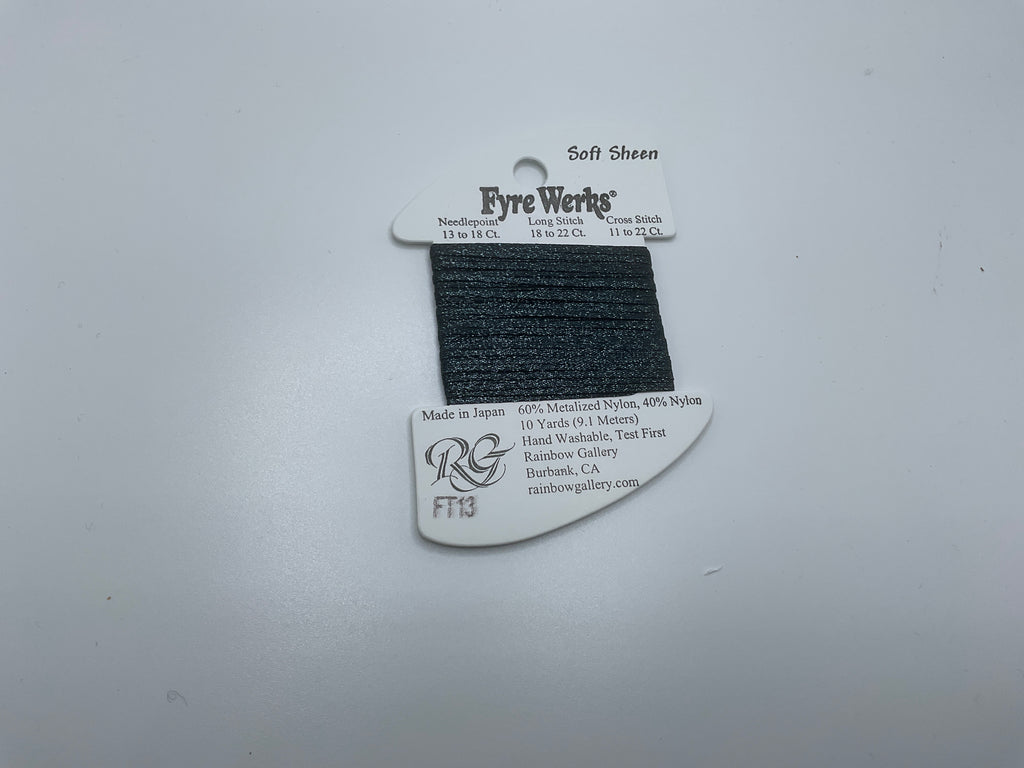 Soft Sheen
Fyre Werks®
Needlepoint Long Stitch Cross Stitch
13 to 18 Ct. 18 to 22 Ct. 11 to 22 Ct.
Made in Japan 60% Metalized Nylon, 40% Nylon
10 Yards (9.1 Meters)
Hand Washable, Test First
Rainbow Gallery
Burbank, CA
rainbowgallery.com
RG
FT13